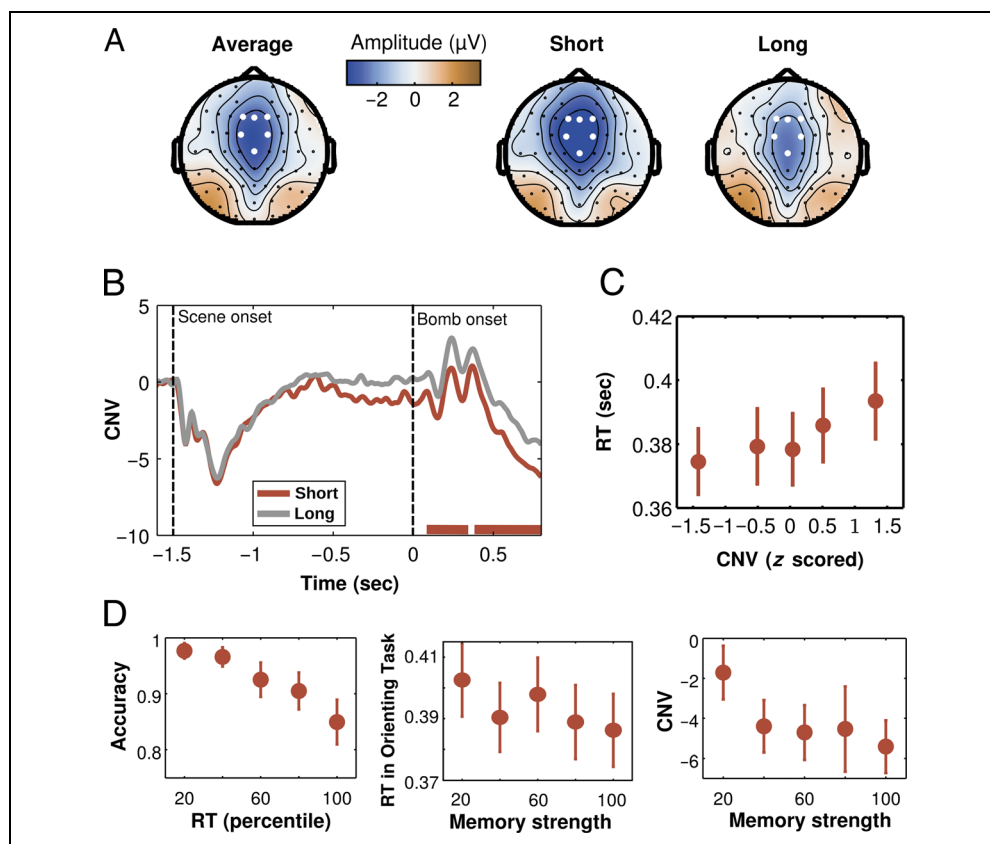 A
Average
Amplitude (µV)
−2 0 2
Short
Long
B
5
0
−5
−10
CNV
Scene onset
Bomb onset
Short
Long
−1.5 −1 −0.5 0 0.5
Time (sec)
C
0.42
0.4
0.38
0.36
RT (sec)
−1.5 −1 −0.5 0 0.5 1 1.5
CNV (z scored)
D
1
0.9
0.8
Accuracy
20 60 100
RT (percentile)
0.41
0.39
0.37
RT in Orienting Task
20 60 100
Memory strength
0
−2
−4
−6
CNV
20 60 100
Memory strength